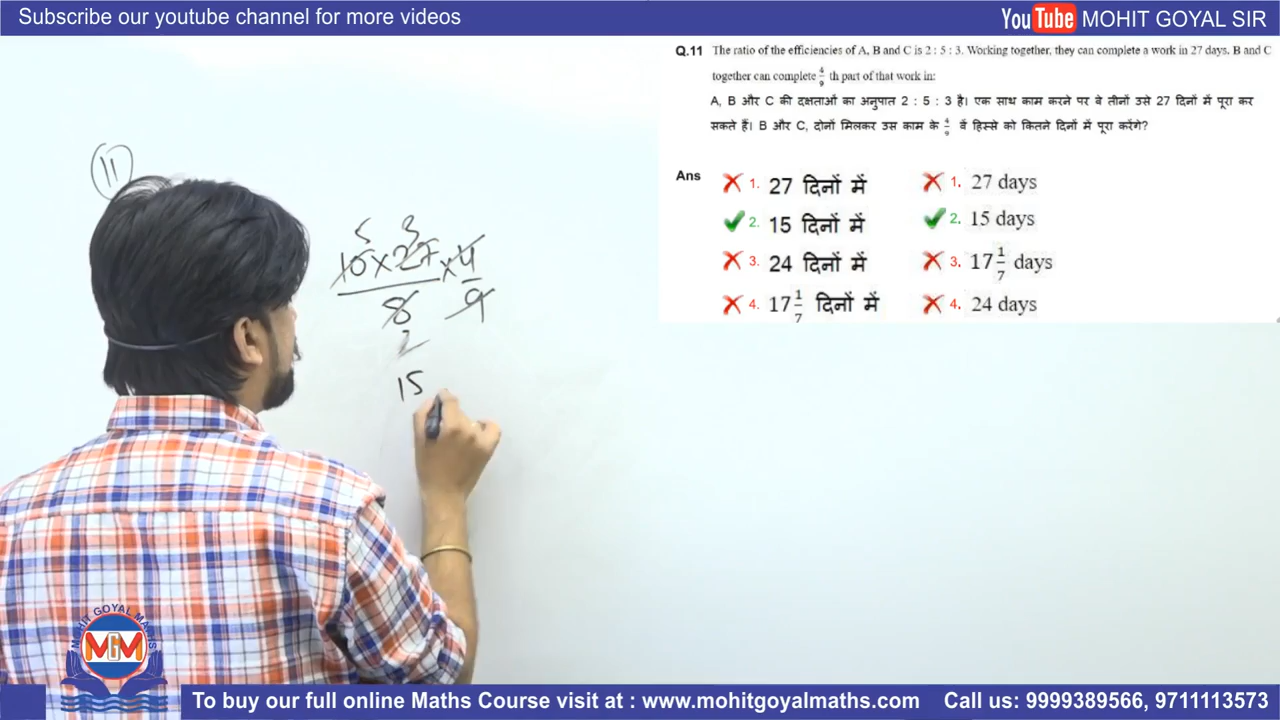 Subscribe our youtube channel for more videos
YouTube MOHIT GOYAL SIR
Q.11 The ratio of the efficiencies of A, B and C is 2 : 5 : 3. Working together, they can complete a work in 27 days. B and C
together can complete 4/9 th part of that work in:
A, B और C की दक्षताओं का अनुपात 2 : 5 : 3 है। एक साथ काम करने पर वे तीनों उसे 27 दिनों में पूरा कर
सकते हैं। B और C, दोनों मिलकर उस काम के 4/9 वें हिस्से को कितने दिनों में पूरा करेंगे?
Ans
1. 27 दिनों में
2. 15 दिनों में
3. 24 दिनों में
4. 17 1/7 दिनों में
1. 27 days
2. 15 days
3. 17 1/7 days
4. 24 days
11
5 3
10 × 27 × 4
8 9
2
15
MOHIT GOYAL MATHS
MGM
To buy our full online Maths Course visit at : www.mohitgoyalmaths.com Call us: 9999389566, 9711113573